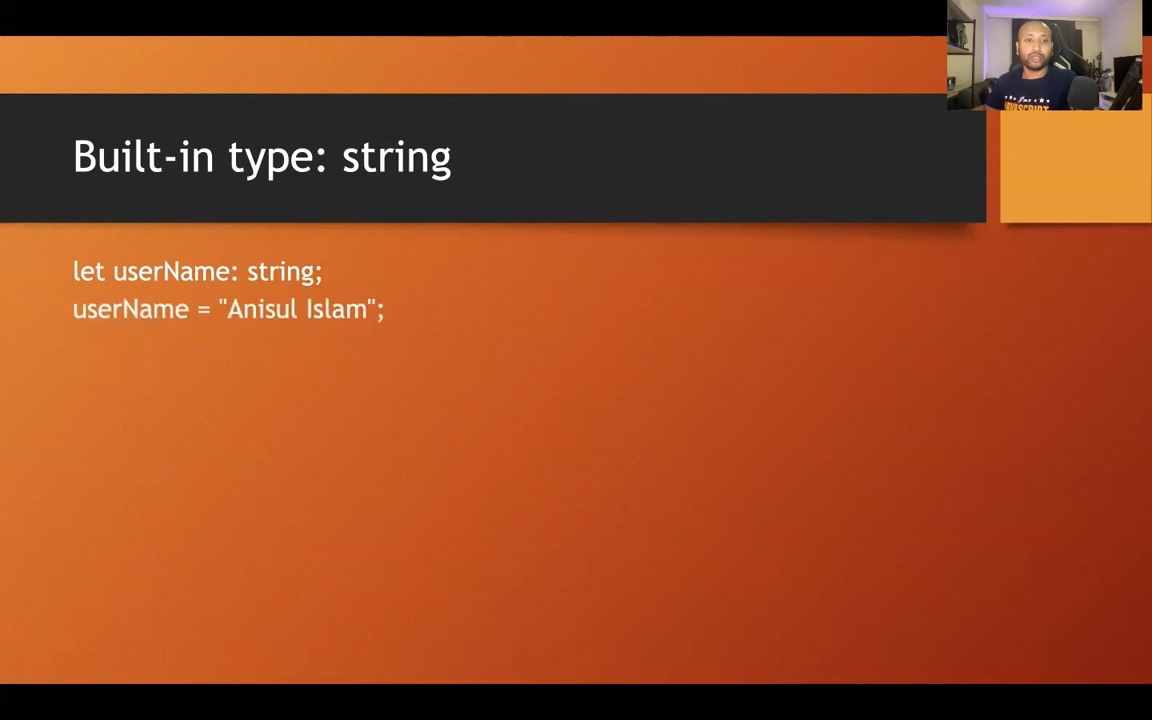 Built-in type: string
let userName: string;
userName = "Anisul Islam";